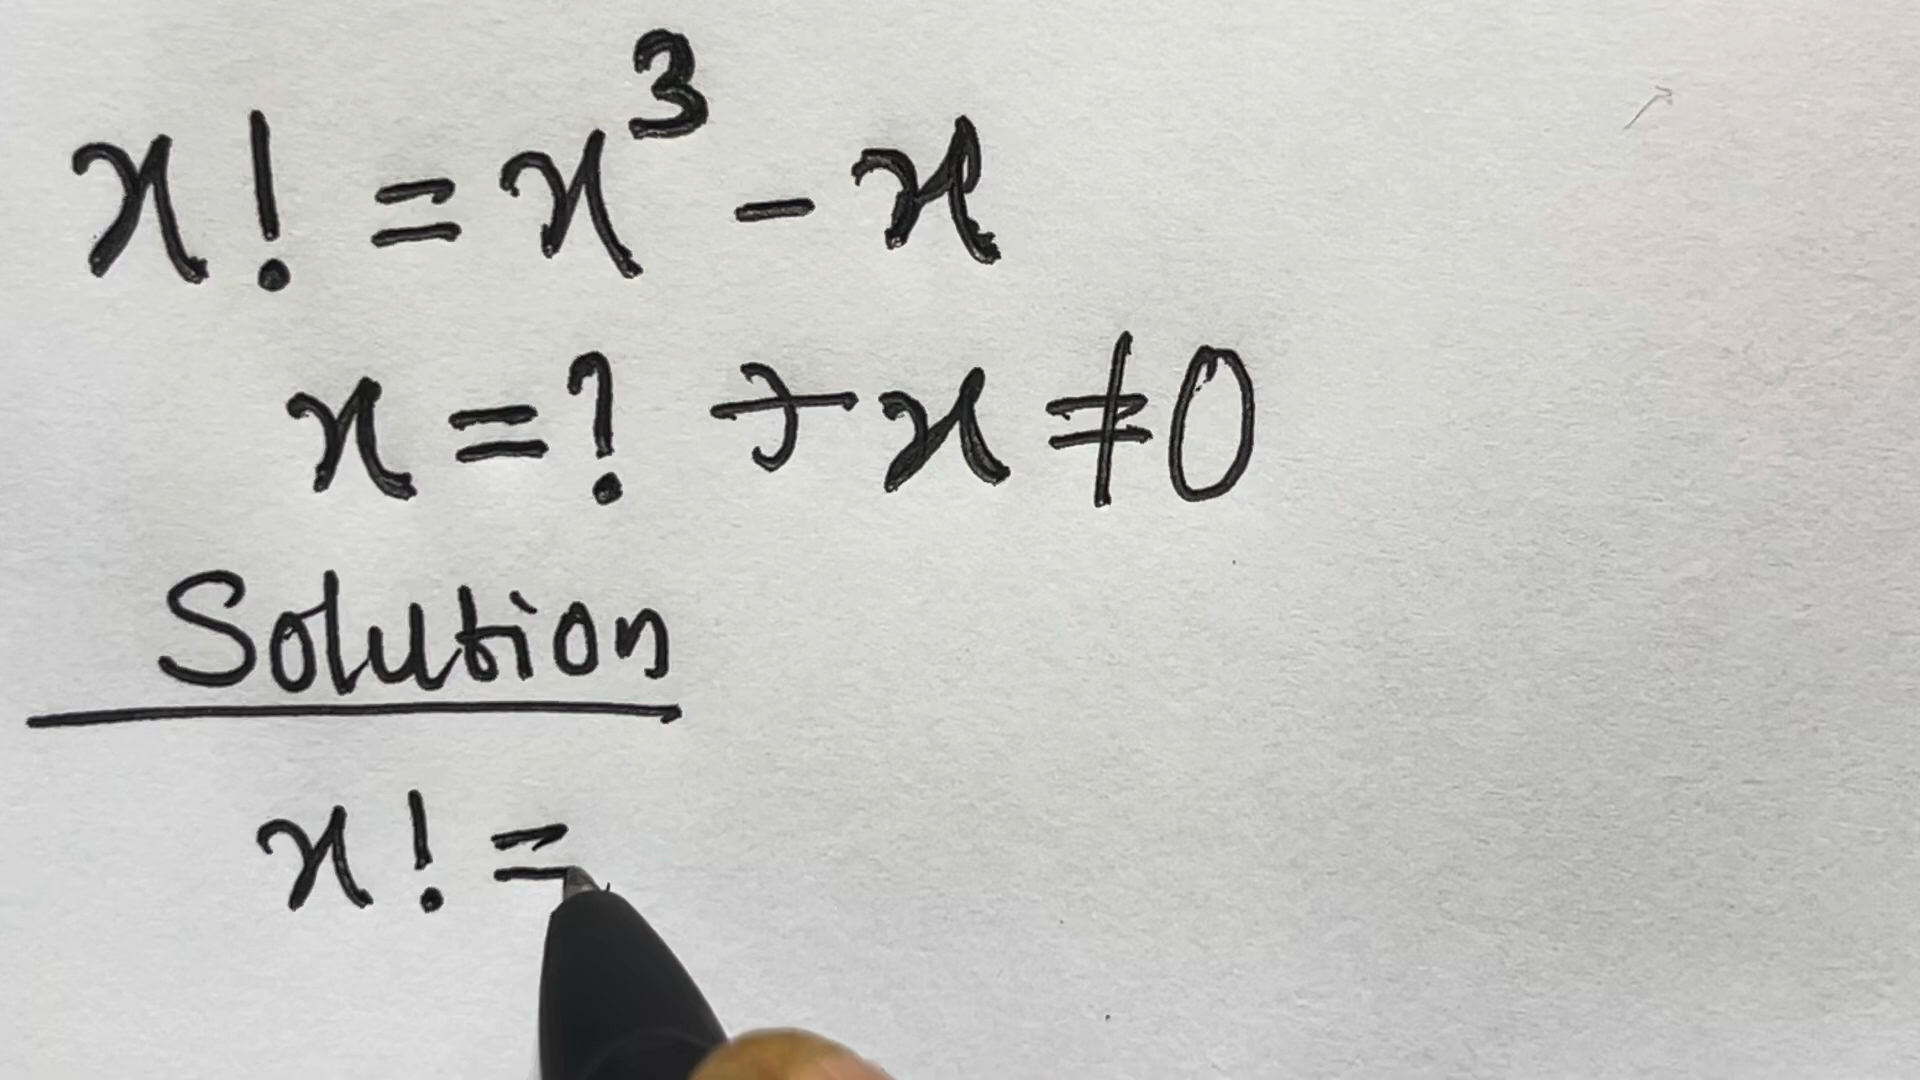 x! = x³ - x
x = ? + x ≠ 0
Solution
x! =